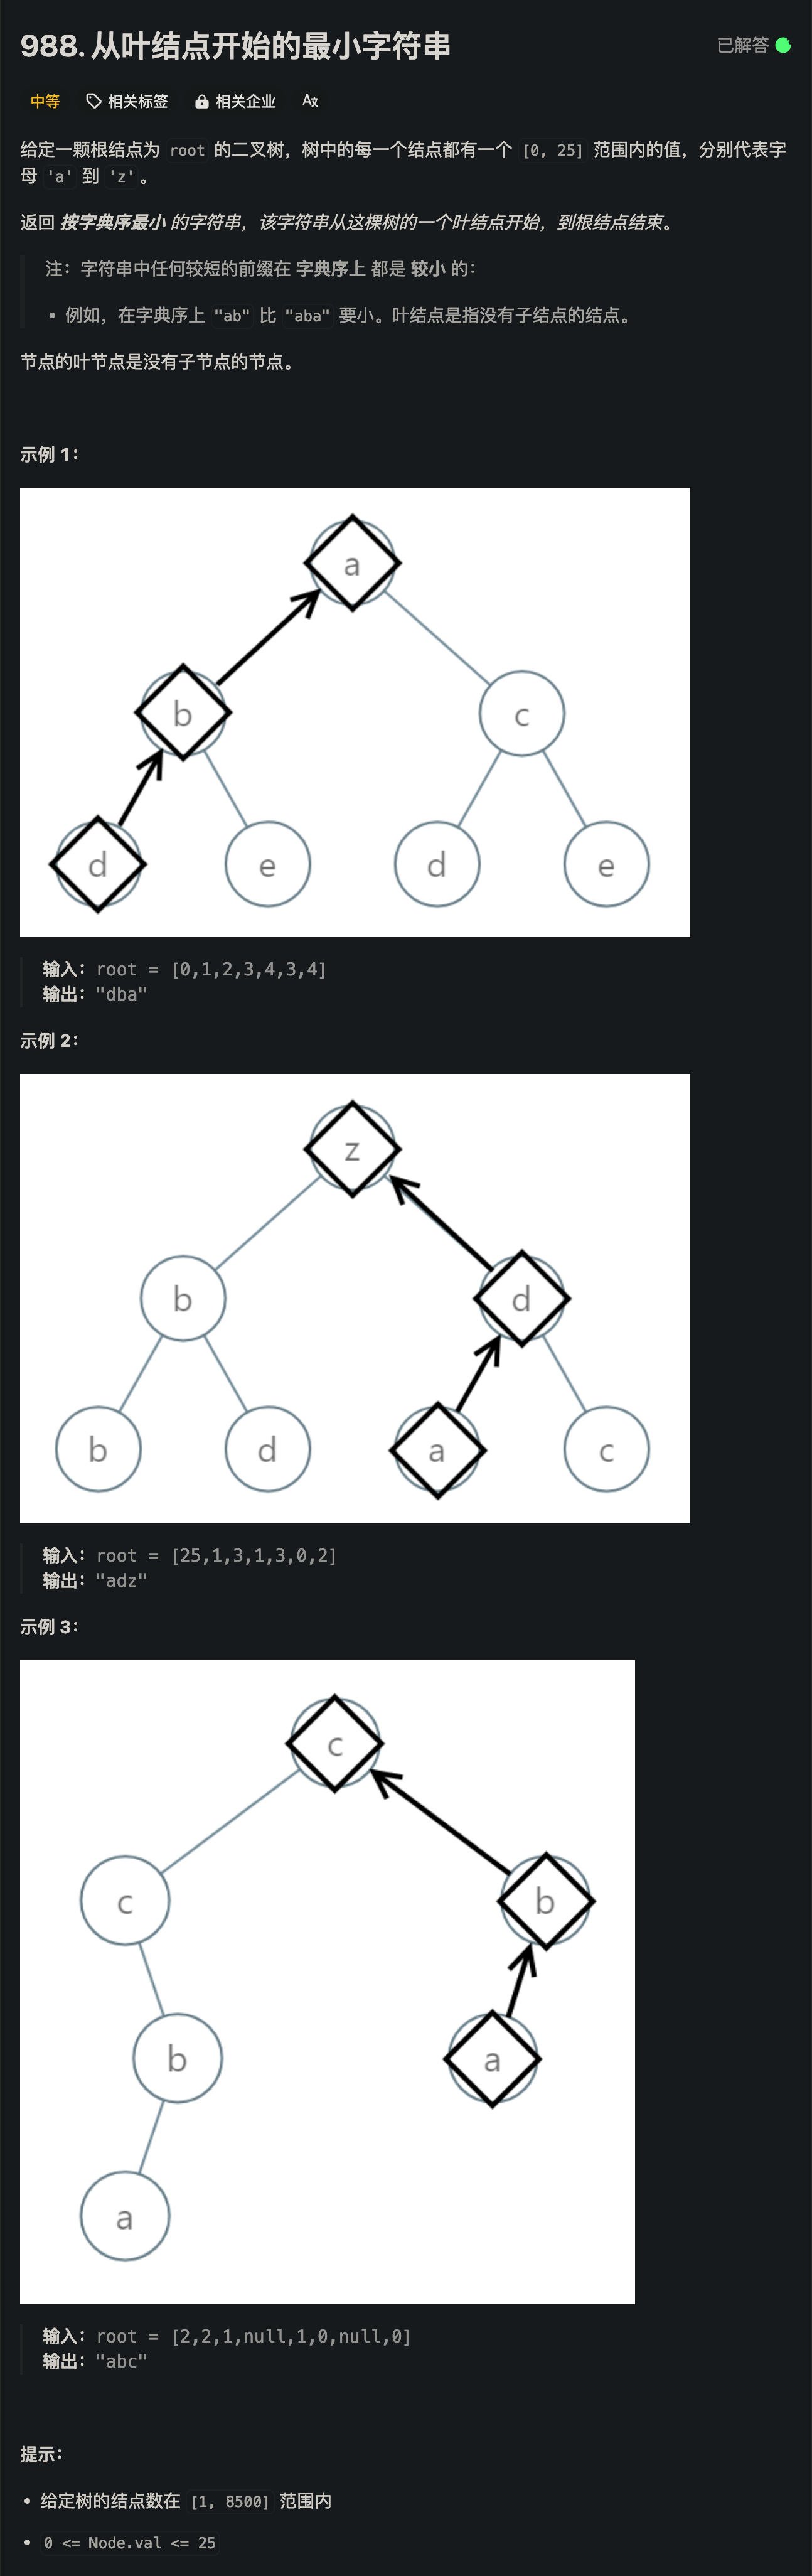 988. 从叶结点开始的最小字符串
已解答
中等
相关标签
相关企业
给定一颗根结点为 root 的二叉树，树中的每一个结点都有一个 [0, 25] 范围内的值，分别代表字
母 'a' 到 'z'。
返回 按字典序最小 的字符串，该字符串从这棵树的一个叶结点开始，到根结点结束。
注：字符串中任何较短的前缀在 字典序上 都是 较小 的：
• 例如，在字典序上 "ab" 比 "aba" 要小。叶结点是指没有子结点的结点。
节点的叶节点是没有子节点的节点。
示例 1：
a
b c
d e d e
输入：root = [0,1,2,3,4,3,4]
输出："dba"
示例 2：
z
b d
b d a c
输入：root = [25,1,3,1,3,0,2]
输出："adz"
示例 3：
c
c b
b a
a
输入：root = [2,2,1,null,1,0,null,0]
输出："abc"
提示：
• 给定树的结点数在 [1, 8500] 范围内
• 0 <= Node.val <= 25